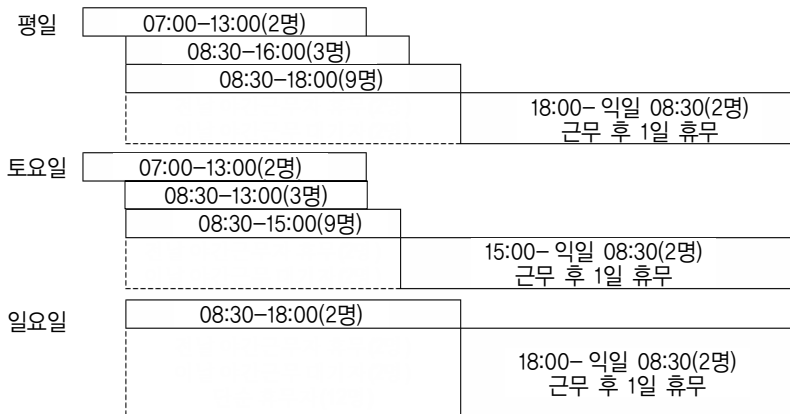 평일
07:00-13:00(2명)
08:30-16:00(3명)
08:30-18:00(9명)
18:00- 익일 08:30(2명)
근무 후 1일 휴무
토요일
07:00-13:00(2명)
08:30-13:00(3명)
08:30-15:00(9명)
15:00- 익일 08:30(2명)
근무 후 1일 휴무
일요일
08:30-18:00(2명)
18:00- 익일 08:30(2명)
근무 후 1일 휴무